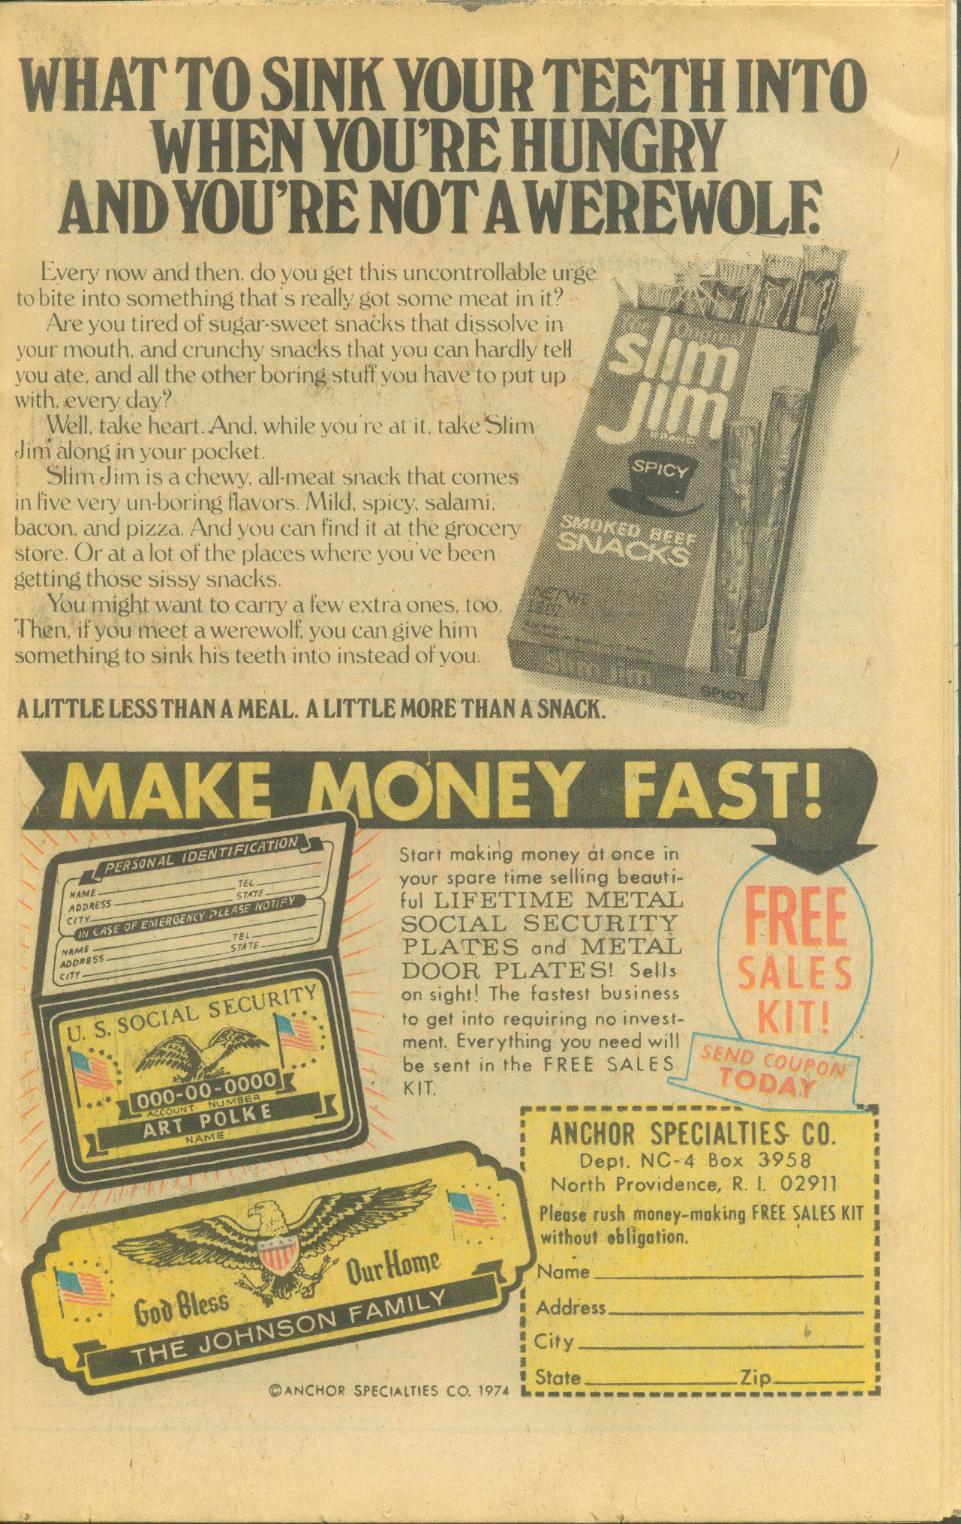 WHAT TO SINK YOUR TEETH INTO
WHEN YOU'RE HUNGRY
AND YOU'RE NOT A WEREWOLF.
Every now and then, do you get this uncontrollable urge
to bite into something that's really got some meat in it?
Are you tired of sugar-sweet snacks that dissolve in
your mouth, and crunchy snacks that you can hardly tell
you ate, and all the other boring stuff you have to put up
with, every day?
Well, take heart. And, while you're at it, take Slim
Jim along in your pocket.
Slim Jim is a chewy, all-meat snack that comes
in five very un-boring flavors. Mild, spicy, salami,
bacon, and pizza. And you can find it at the grocery
store. Or at a lot of the places where you've been
getting those sissy snacks.
You might want to carry a few extra ones, too.
Then, if you meet a werewolf, you can give him
something to sink his teeth into instead of you.
Original
slim
jim
SPICY
SMOKED BEEF
SNACKS
NET WT.
Slim Jim
SPICY
A LITTLE LESS THAN A MEAL. A LITTLE MORE THAN A SNACK.
MAKE MONEY FAST!
PERSONAL IDENTIFICATION
NAME TEL
ADDRESS STATE
CITY
IN CASE OF EMERGENCY PLEASE NOTIFY
NAME TEL
ADDRESS STATE
CITY
U. S. SOCIAL SECURITY
000-00-0000
ACCOUNT NUMBER
ART POLKE
NAME
Start making money at once in
your spare time selling beauti-
ful LIFETIME METAL
SOCIAL SECURITY
PLATES and METAL
DOOR PLATES! Sells
on sight! The fastest business
to get into requiring no invest-
ment. Everything you need will
be sent in the FREE SALES
KIT.
FREE
SALES
KIT!
SEND COUPON
TODAY
God Bless Our Home
THE JOHNSON FAMILY
©ANCHOR SPECIALTIES CO. 1974
ANCHOR SPECIALTIES CO.
Dept. NC-4 Box 3958
North Providence, R. I. 02911
Please rush money-making FREE SALES KIT
without obligation.
Name
Address
City
State Zip